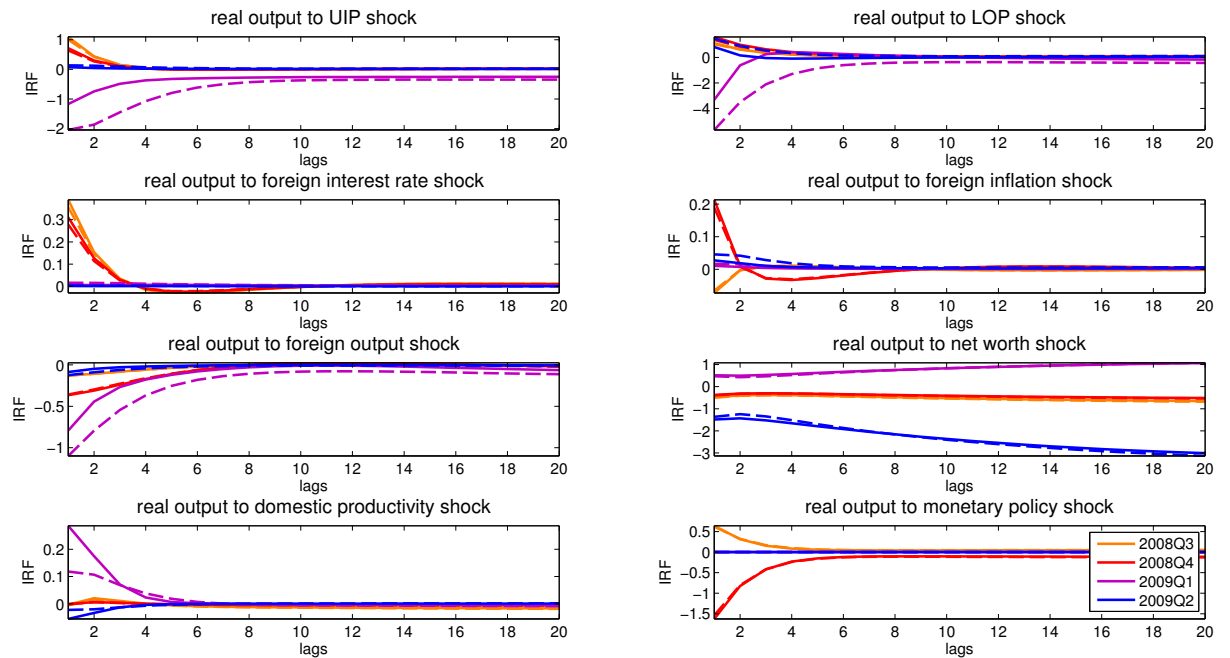 real output to UIP shock
1
0
−1
−2
IRF
2 4 6 8 10 12 14 16 18 20
lags
real output to LOP shock
0
−2
−4
IRF
2 4 6 8 10 12 14 16 18 20
lags
real output to foreign interest rate shock
0.3
0.2
0.1
0
IRF
2 4 6 8 10 12 14 16 18 20
lags
real output to foreign inflation shock
0.2
0.1
0
IRF
2 4 6 8 10 12 14 16 18 20
lags
real output to foreign output shock
0
−0.5
−1
IRF
2 4 6 8 10 12 14 16 18 20
lags
real output to net worth shock
1
0
−1
−2
−3
IRF
2 4 6 8 10 12 14 16 18 20
lags
real output to domestic productivity shock
0.2
0.1
0
IRF
2 4 6 8 10 12 14 16 18 20
lags
real output to monetary policy shock
0.5
0
−0.5
−1
−1.5
IRF
2 4 6 8 10 12 14 16 18 20
lags
2008Q3
2008Q4
2009Q1
2009Q2